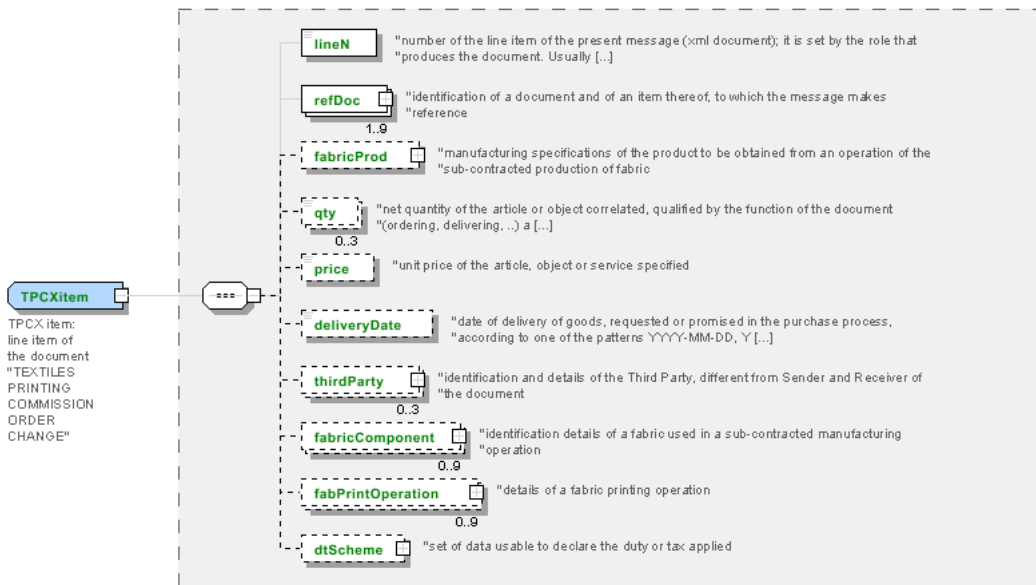 lineN
"number of the line item of the present message (xml document); it is set by the role that
"produces the document. Usually [...]
refDoc
"identification of a document and of an item thereof, to which the message makes
"reference
1..9
fabricProd
"manufacturing specifications of the product to be obtained from an operation of the
"sub-contracted production of fabric
qty
"net quantity of the article or object correlated, qualified by the function of the document
"(ordering, delivering, ..) a [...]
0..3
price
"unit price of the article, object or service specified
TPCXitem
TPCX item:
line item of
the document
"TEXTILES
PRINTING
COMMISSION
ORDER
CHANGE"
deliveryDate
"date of delivery of goods, requested or promised in the purchase process,
"according to one of the patterns YYYY-MM-DD, Y [...]
thirdParty
"identification and details of the Third Party, different from Sender and Receiver of
"the document
0..3
fabricComponent
"identification details of a fabric used in a sub-contracted manufacturing
"operation
0..9
fabPrintOperation
"details of a fabric printing operation
0..9
dtScheme
"set of data usable to declare the duty or tax applied